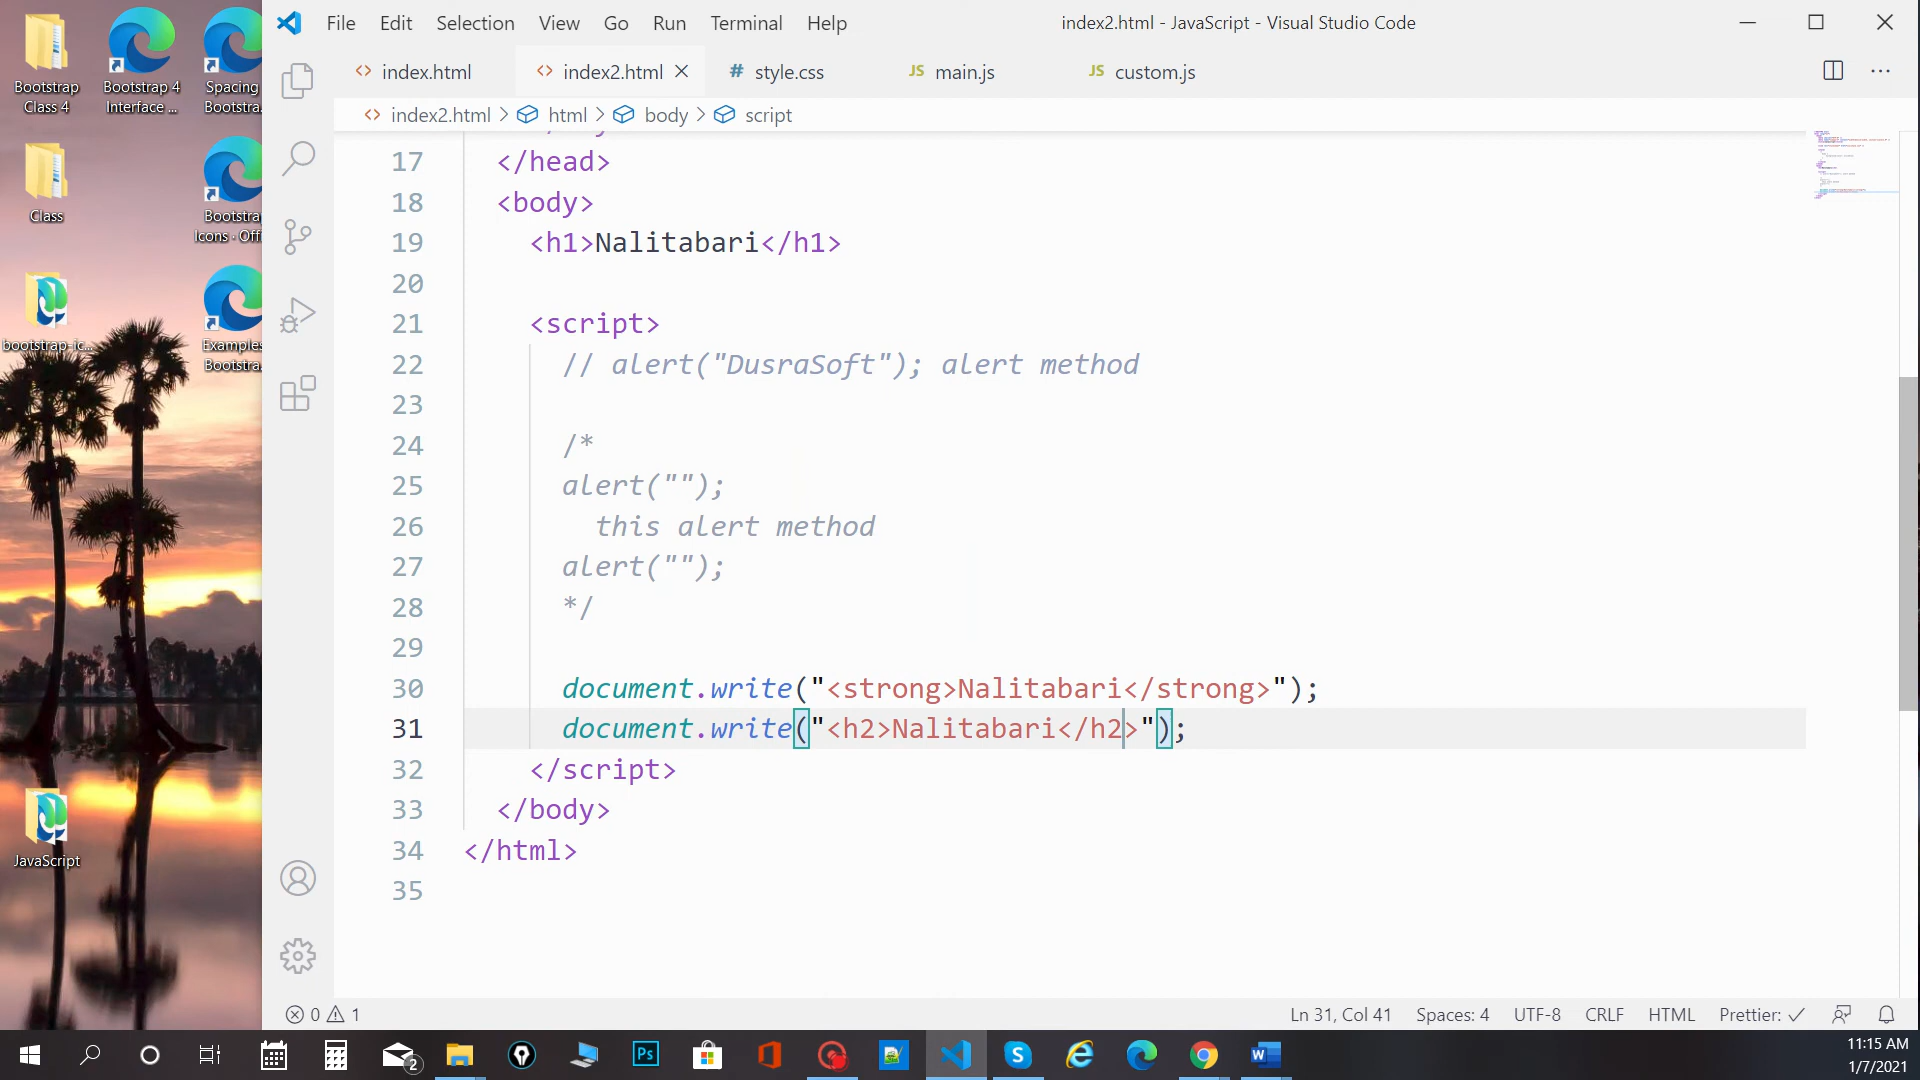 File Edit Selection View Go Run Terminal Help
index2.html - JavaScript - Visual Studio Code
index.html
index2.html
# style.css
JS main.js
JS custom.js
index2.html > html > body > script
17 </head>
18 <body>
19 <h1>Nalitabari</h1>
20
21 <script>
22 // alert("DusraSoft"); alert method
23
24 /*
25 alert("");
26 this alert method
27 alert("");
28 */
29
30 document.write("<strong>Nalitabari</strong>");
31 document.write("<h2>Nalitabari</h2>");
32 </script>
33 </body>
34 </html>
35
0 1
Ln 31, Col 41 Spaces: 4 UTF-8 CRLF HTML Prettier: ✓
Bootstrap
Class 4
Bootstrap 4
Interface ...
Spacing
Bootstra.
Class
Bootstra
Icons · Offi
bootstrap-ic...
Examples
Bootstra.
JavaScript
2
Ps
S
W
11:15 AM
1/7/2021